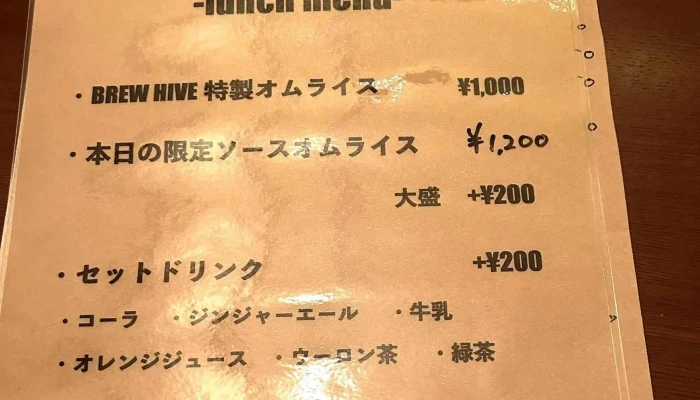 -lunch menu-
・BREW HIVE 特製オムライス ¥1,000
・本日の限定ソースオムライス ¥1,200
大盛 +¥200
・セットドリンク +¥200
・コーラ ・ジンジャーエール ・牛乳
・オレンジジュース ・ウーロン茶 ・緑茶